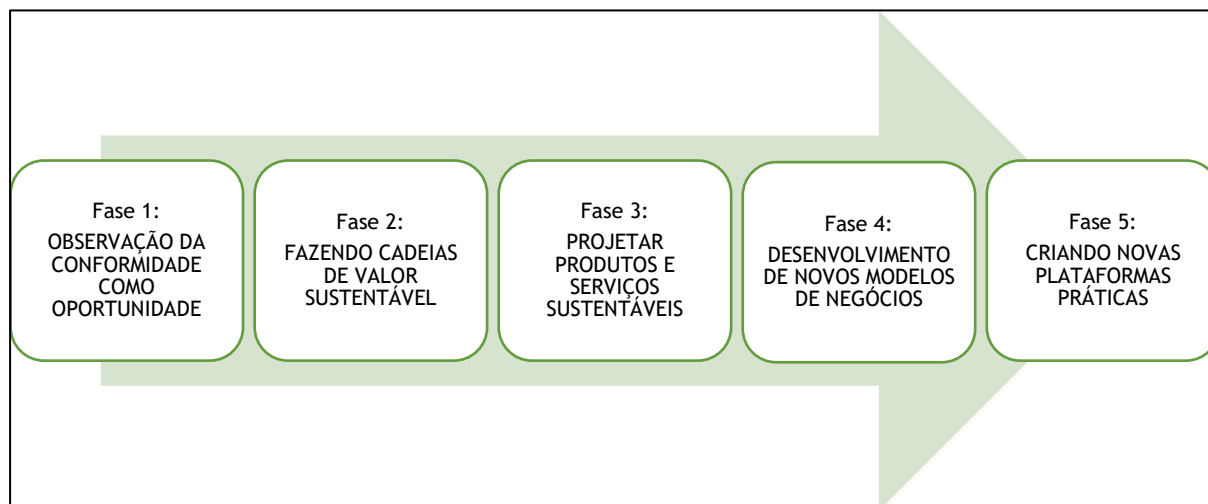 Fase 1:
OBSERVAÇÃO DA
CONFORMIDADE
COMO
OPORTUNIDADE
Fase 2:
FAZENDO CADEIAS
DE VALOR
SUSTENTÁVEL
Fase 3:
PROJETAR
PRODUTOS E
SERVIÇOS
SUSTENTÁVEIS
Fase 4:
DESENVOLVIMENTO
DE NOVOS MODELOS
DE NEGÓCIOS
Fase 5:
CRIANDO NOVAS
PLATAFORMAS
PRÁTICAS